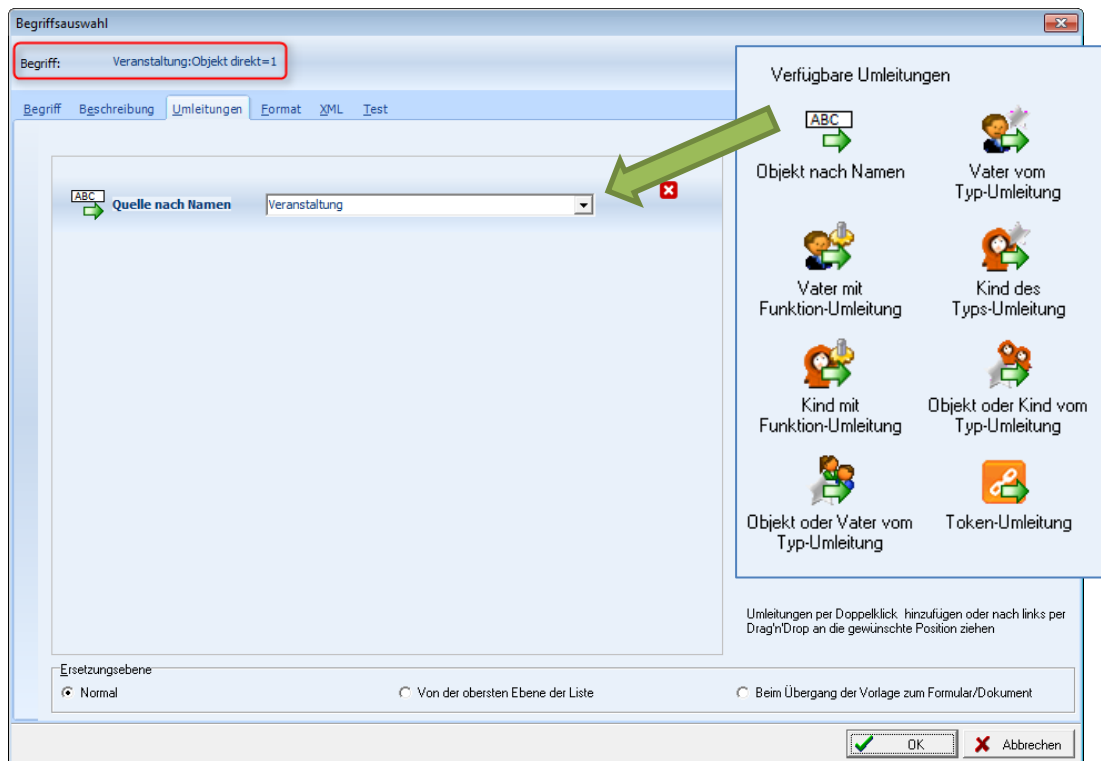 Begriffsauswahl
Begriff: Veranstaltung:Objekt direkt=1
Begriff Beschreibung Umleitungen Format XML Test
ABC Quelle nach Namen Veranstaltung
Verfügbare Umleitungen
ABC
Objekt nach Namen
Vater vom
Typ-Umleitung
Vater mit
Funktion-Umleitung
Kind des
Typs-Umleitung
Kind mit
Funktion-Umleitung
Objekt oder Kind vom
Typ-Umleitung
Objekt oder Vater vom
Typ-Umleitung
Token-Umleitung
Umleitungen per Doppelklick hinzufügen oder nach links per
Drag'n'Drop an die gewünschte Position ziehen
Ersetzungsebene
Normal Von der obersten Ebene der Liste Beim Übergang der Vorlage zum Formular/Dokument
OK Abbrechen